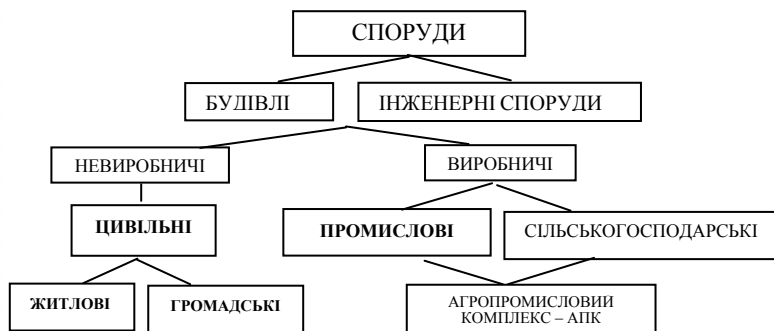 СПОРУДИ
БУДІВЛІ
ІНЖЕНЕРНІ СПОРУДИ
НЕВИРОБНИЧІ
ВИРОБНИЧІ
ЦИВІЛЬНІ
ПРОМИСЛОВІ
СІЛЬСЬКОГОСПОДАРСЬКІ
ЖИТЛОВІ
ГРОМАДСЬКІ
АГРОПРОМИСЛОВИИ
КОМПЛЕКС – АПК